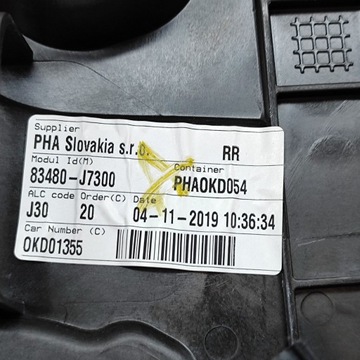 Supplier
PHA Slovakia s.r.o. RR
Modul Id(M) Container
83480-J7300 PHAOKD054
ALC code Order(C) Date
J30 20 04-11-2019 10:36:34
Car Number (C)
OKD01355